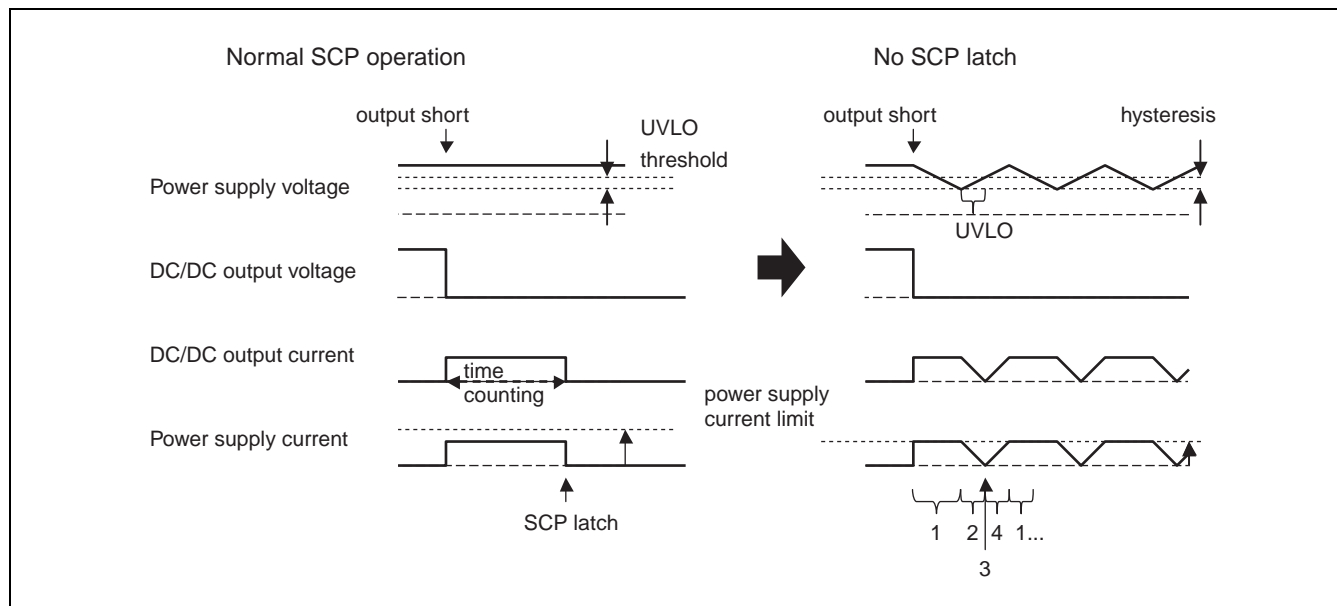 Normal SCP operation
No SCP latch
output short
UVLO
threshold
output short
hysteresis
Power supply voltage
UVLO
DC/DC output voltage
DC/DC output current
time
counting
power supply
current limit
Power supply current
SCP latch
1
2
4
1...
3